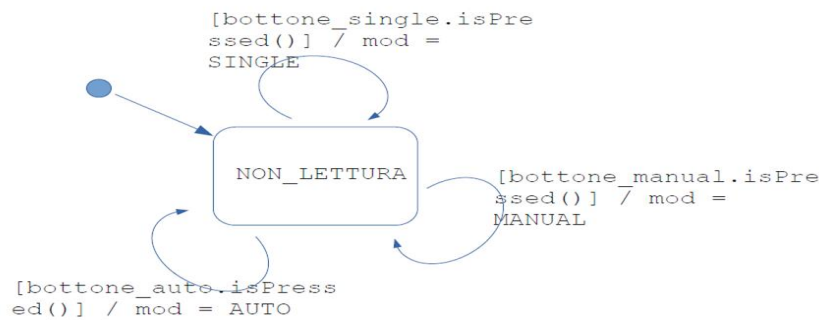 [bottone_single.isPre
ssed()] / mod =
SINGLE
NON_LETTURA
[bottone_manual.isPre
ssed()] / mod =
MANUAL
[bottone_auto.isPress
ed()] / mod = AUTO